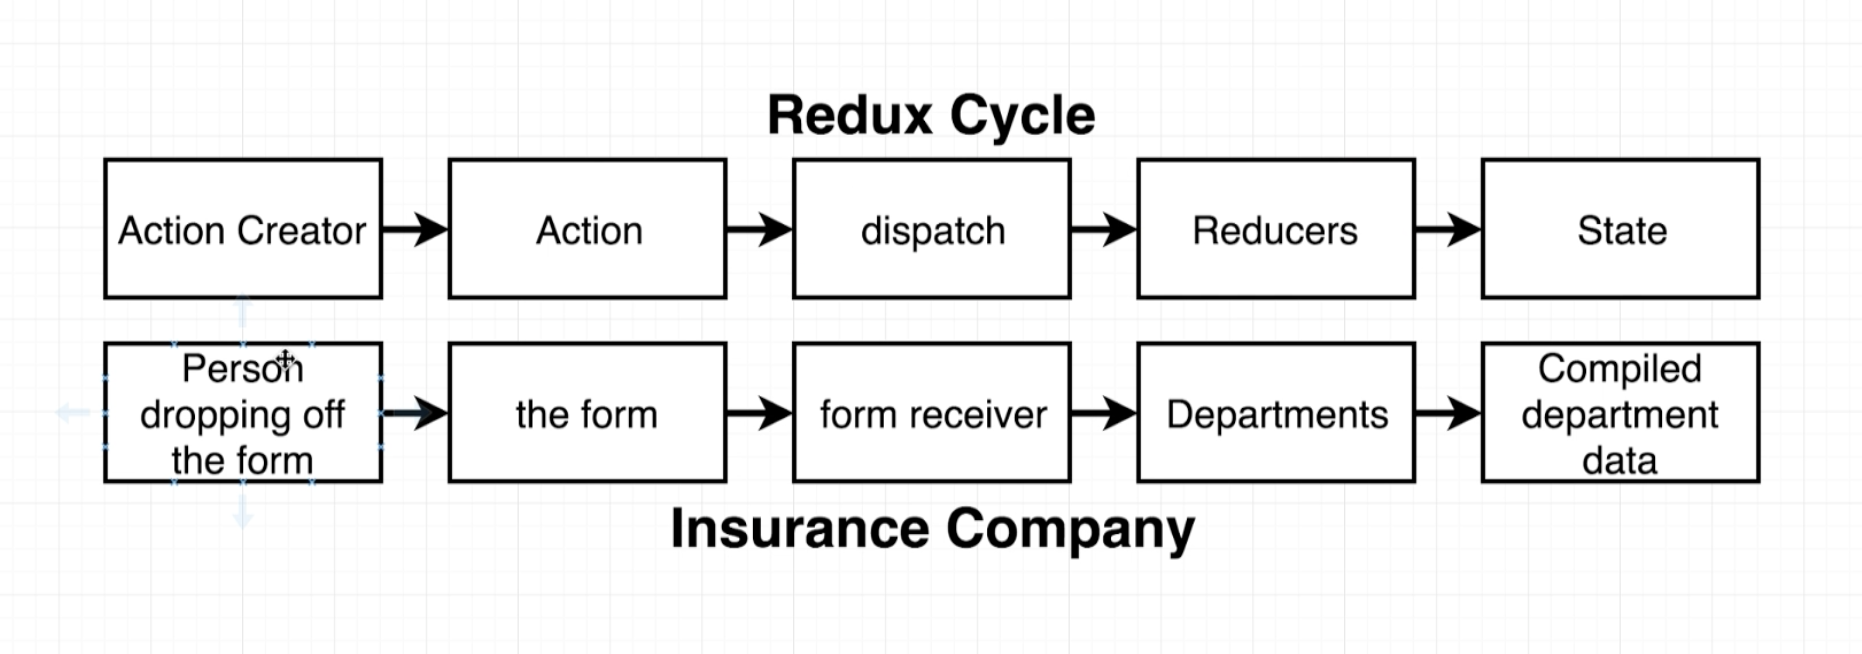 Redux Cycle
Action Creator
Action
dispatch
Reducers
State
Person
dropping off
the form
the form
form receiver
Departments
Compiled
department
data
Insurance Company